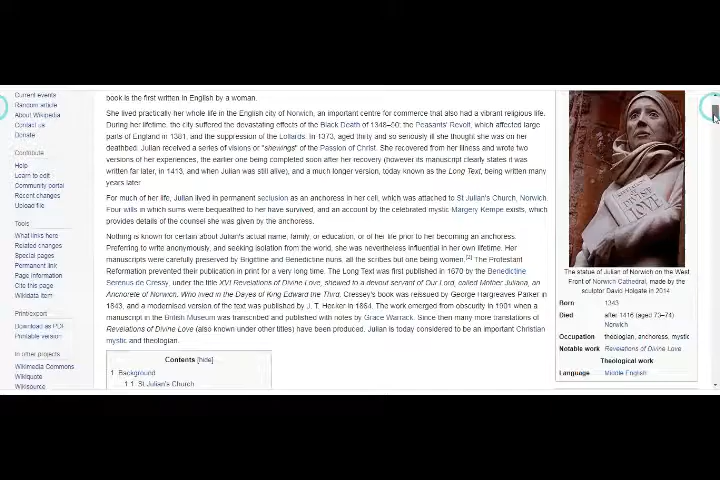 Current events
Random article
About Wikipedia
Contact us
Donate
Contribute
Help
Learn to edit
Community portal
Recent changes
Upload file
Tools
What links here
Related changes
Special pages
Permanent link
Page information
Cite this page
Wikidata item
Print/export
Download as PDF
Printable version
In other projects
Wikimedia Commons
Wikiquote
Wikisource
book is the first written in English by a woman.
She lived practically her whole life in the English city of Norwich, an important centre for commerce that also had a vibrant religious life.
During her lifetime, the city suffered the devastating effects of the Black Death of 1348–50, the Peasants' Revolt, which affected large
parts of England in 1381, and the suppression of the Lollards. In 1373, aged thirty and so seriously ill she thought she was on her
deathbed, Julian received a series of visions or "shewings" of the Passion of Christ. She recovered from her illness and wrote two
versions of her experiences, the earlier one being completed soon after her recovery (however its manuscript clearly states it was
written far later, in 1413, and when Julian was still alive), and a much longer version, today known as the Long Text, being written many
years later.
For much of her life, Julian lived in permanent seclusion as an anchoress in her cell, which was attached to St Julian's Church, Norwich.
Four wills in which sums were bequeathed to her have survived, and an account by the celebrated mystic Margery Kempe exists, which
provides details of the counsel she was given by the anchoress.
Nothing is known for certain about Julian's actual name, family, or education, or of her life prior to her becoming an anchoress.
Preferring to write anonymously, and seeking isolation from the world, she was nevertheless influential in her own lifetime. Her
manuscripts were carefully preserved by Brigittine and Benedictine nuns, all the scribes but one being women.[2] The Protestant
Reformation prevented their publication in print for a very long time. The Long Text was first published in 1670 by the Benedictine
Serenus de Cressy, under the title XVI Revelations of Divine Love, shewed to a devout servant of Our Lord, called Mother Juliana, an
Anchorete of Norwich, Who lived in the Dayes of King Edward the Third. Cressey's book was reissued by George Hargreaves Parker in
1843, and a modernised version of the text was published by J. T. Hecker in 1864. The work emerged from obscurity in 1901 when a
manuscript in the British Museum was transcribed and published with notes by Grace Warrack. Since then many more translations of
Revelations of Divine Love (also known under other titles) have been produced. Julian is today considered to be an important Christian
mystic and theologian.
Contents [hide]
1 Background
1.1 St Julian's Church
The statue of Julian of Norwich on the West
Front of Norwich Cathedral, made by the
sculptor David Holgate in 2014
Born 1343
Died after 1416 (aged 73–74)
Norwich
Occupation theologian, anchoress, mystic
Notable work Revelations of Divine Love
Theological work
Language Middle English